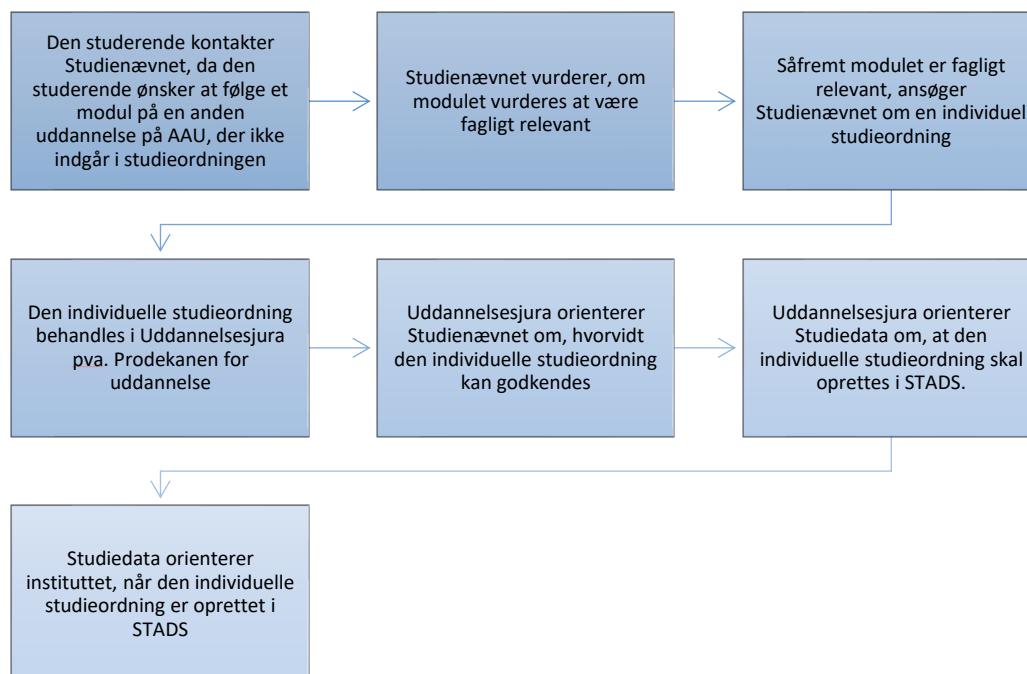 Den studerende kontakter
Studienævnet, da den
studerende ønsker at følge et
modul på en anden
uddannelse på AAU, der ikke
indgår i studieordningen
Studienævnet vurderer, om
modulet vurderes at være
fagligt relevant
Såfremt modulet er fagligt
relevant, ansøger
Studienævnet om en individuel
studieordning
Den individuelle studieordning
behandles i Uddannelsesjura
pva. Prodekanen for
uddannelse
Uddannelsesjura orienterer
Studienævnet om, hvorvidt
den individuelle studieordning
kan godkendes
Uddannelsesjura orienterer
Studiedata om, at den
individuelle studieordning skal
oprettes i STADS.
Studiedata orienterer
instituttet, når den individuelle
studieordning er oprettet i
STADS